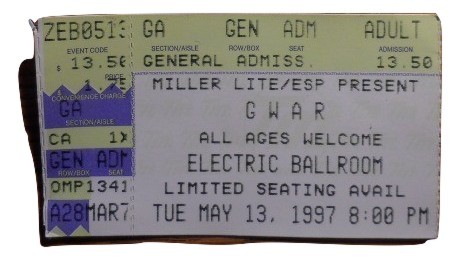 ZEB0513 GA GEN ADM ADULT
EVENT CODE SECTION/AISLE ROW/BOX SEAT ADMISSION
$ 13.50 GENERAL ADMISS. 13.50
PRICE
$ 1.75 MILLER LITE/ESP PRESENT
CONVENIENCE CHARGE
GA GWAR
SECTION/AISLE
CA 1X ALL AGES WELCOME
GEN ADM ELECTRIC BALLROOM
ROW/BOX SEAT
OMP1341 LIMITED SEATING AVAIL
A28MAR7 TUE MAY 13, 1997 8:00 PM